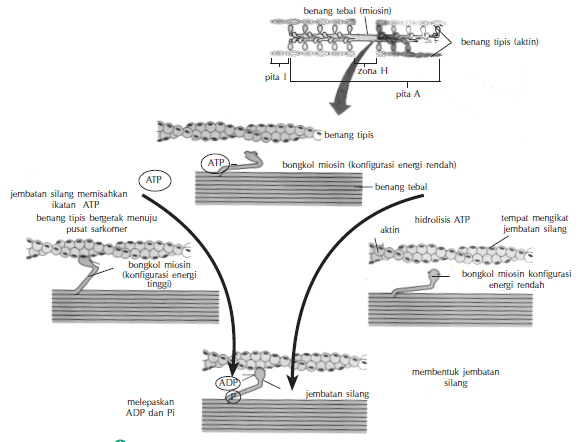 benang tebal (miosin)
benang tipis (aktin)
pita I
zona H
pita A
benang tipis
ATP
bongkol miosin (konfigurasi energi rendah)
ATP
benang tebal
jembatan silang memisahkan
ikatan ATP
benang tipis bergerak menuju
pusat sarkomer
hidrolisis ATP
tempat mengikat
jembatan silang
aktin
bongkol miosin
(konfigurasi energi
tinggi)
bongkol miosin konfigurasi
energi rendah
membentuk jembatan
silang
ADP
P
jembatan silang
melepaskan
ADP dan Pi